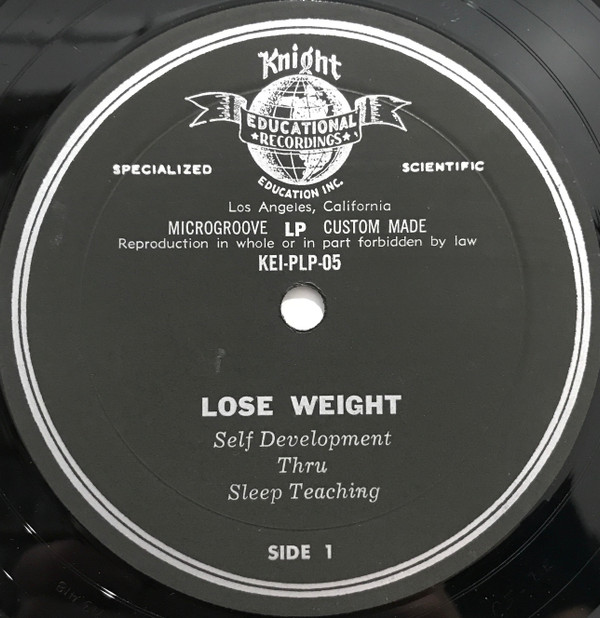 Knight
EDUCATIONAL
★RECORDINGS★
EDUCATION INC.
SPECIALIZED
SCIENTIFIC
Los Angeles, California
MICROGROOVE LP CUSTOM MADE
Reproduction in whole or in part forbidden by law
KEI-PLP-05
LOSE WEIGHT
Self Development
Thru
Sleep Teaching
SIDE 1